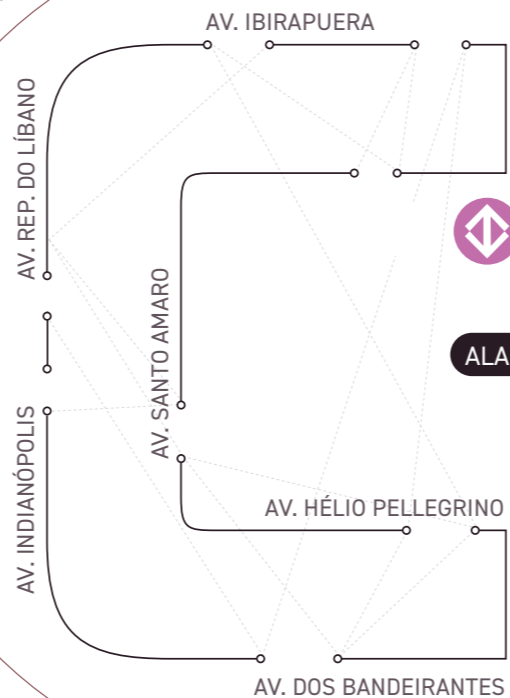 AV. IBIRAPUERA
AV. REP. DO LÍBANO
AV. SANTO AMARO
ALA
AV. INDIANÓPOLIS
AV. HÉLIO PELLEGRINO
AV. DOS BANDEIRANTES